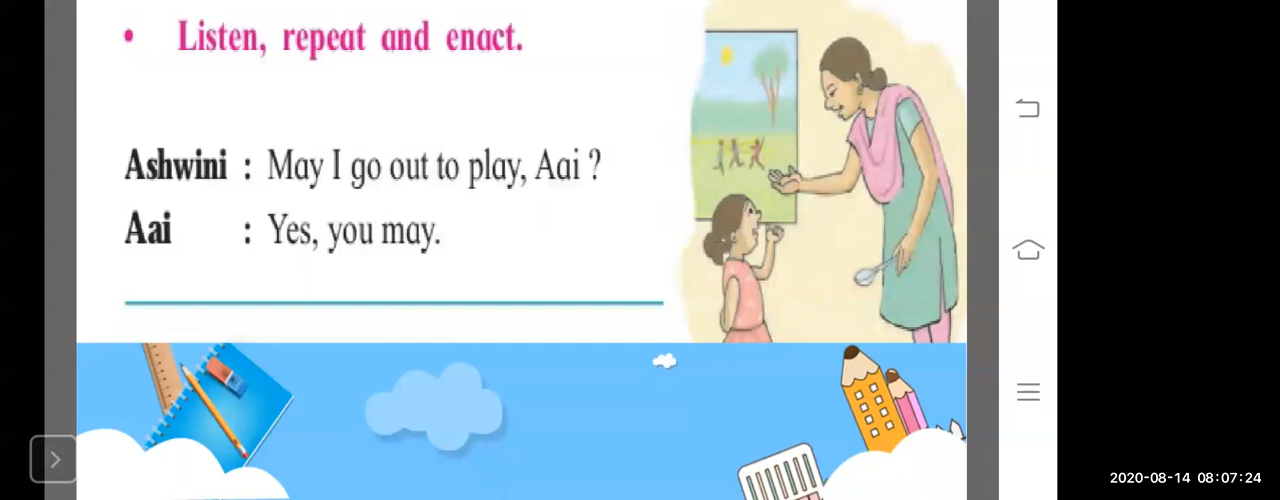 • Listen, repeat and enact.
Ashwini : May I go out to play, Aai ?
Aai : Yes, you may.
2020-08-14 08:07:24